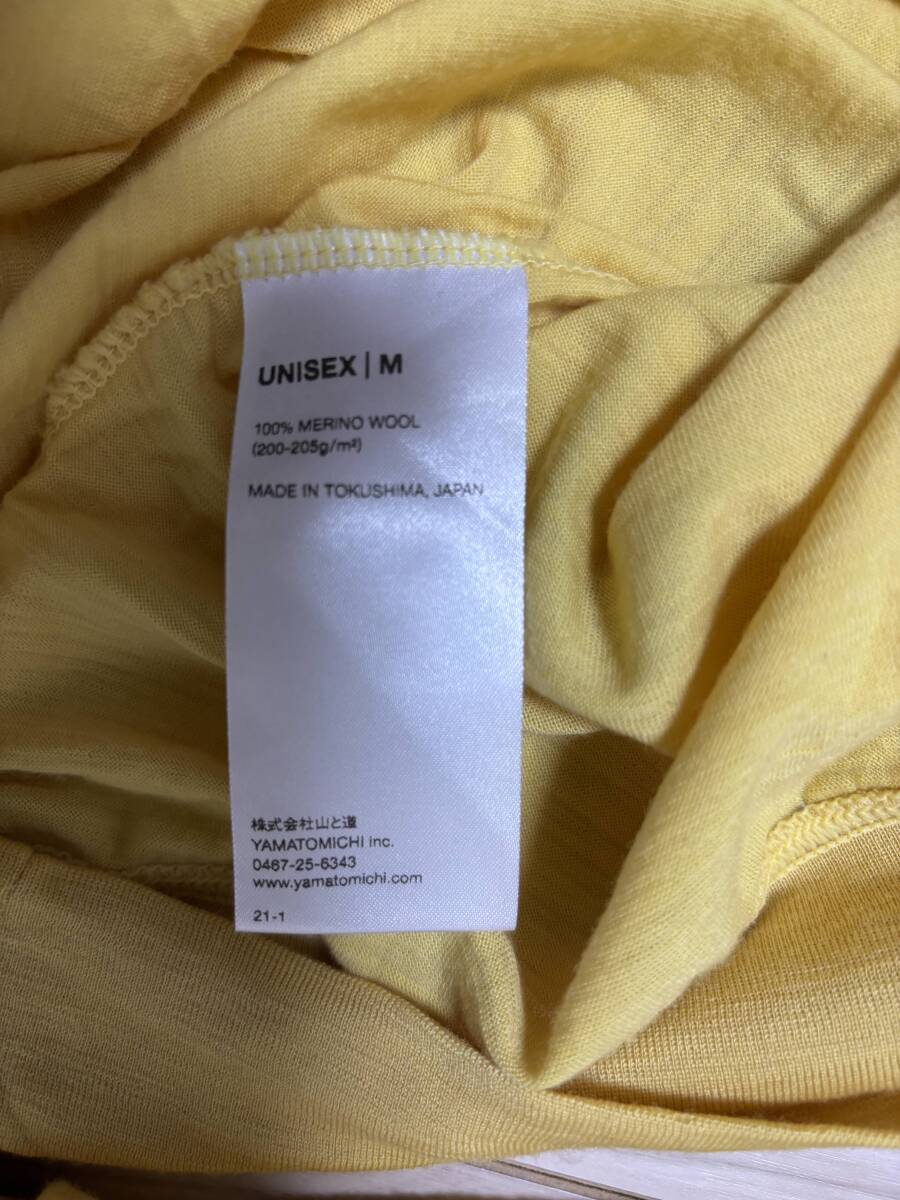 UNISEX | M
100% MERINO WOOL
(200-205g/m²)
MADE IN TOKUSHIMA, JAPAN
株式会社山と道
YAMATOMICHI inc.
0467-25-6343
www.yamatomichi.com
21-1